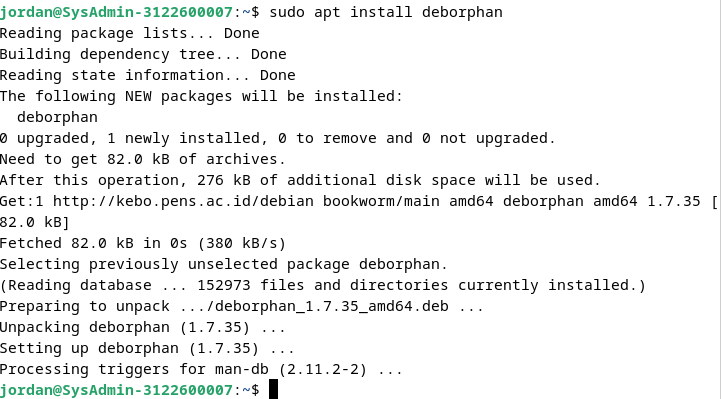 jordan@SysAdmin-3122600007:~$ sudo apt install deborphan
Reading package lists... Done
Building dependency tree... Done
Reading state information... Done
The following NEW packages will be installed:
  deborphan
0 upgraded, 1 newly installed, 0 to remove and 0 not upgraded.
Need to get 82.0 kB of archives.
After this operation, 276 kB of additional disk space will be used.
Get:1 http://kebo.pens.ac.id/debian bookworm/main amd64 deborphan amd64 1.7.35 [
82.0 kB]
Fetched 82.0 kB in 0s (380 kB/s)
Selecting previously unselected package deborphan.
(Reading database ... 152973 files and directories currently installed.)
Preparing to unpack .../deborphan_1.7.35_amd64.deb ...
Unpacking deborphan (1.7.35) ...
Setting up deborphan (1.7.35) ...
Processing triggers for man-db (2.11.2-2) ...
jordan@SysAdmin-3122600007:~$